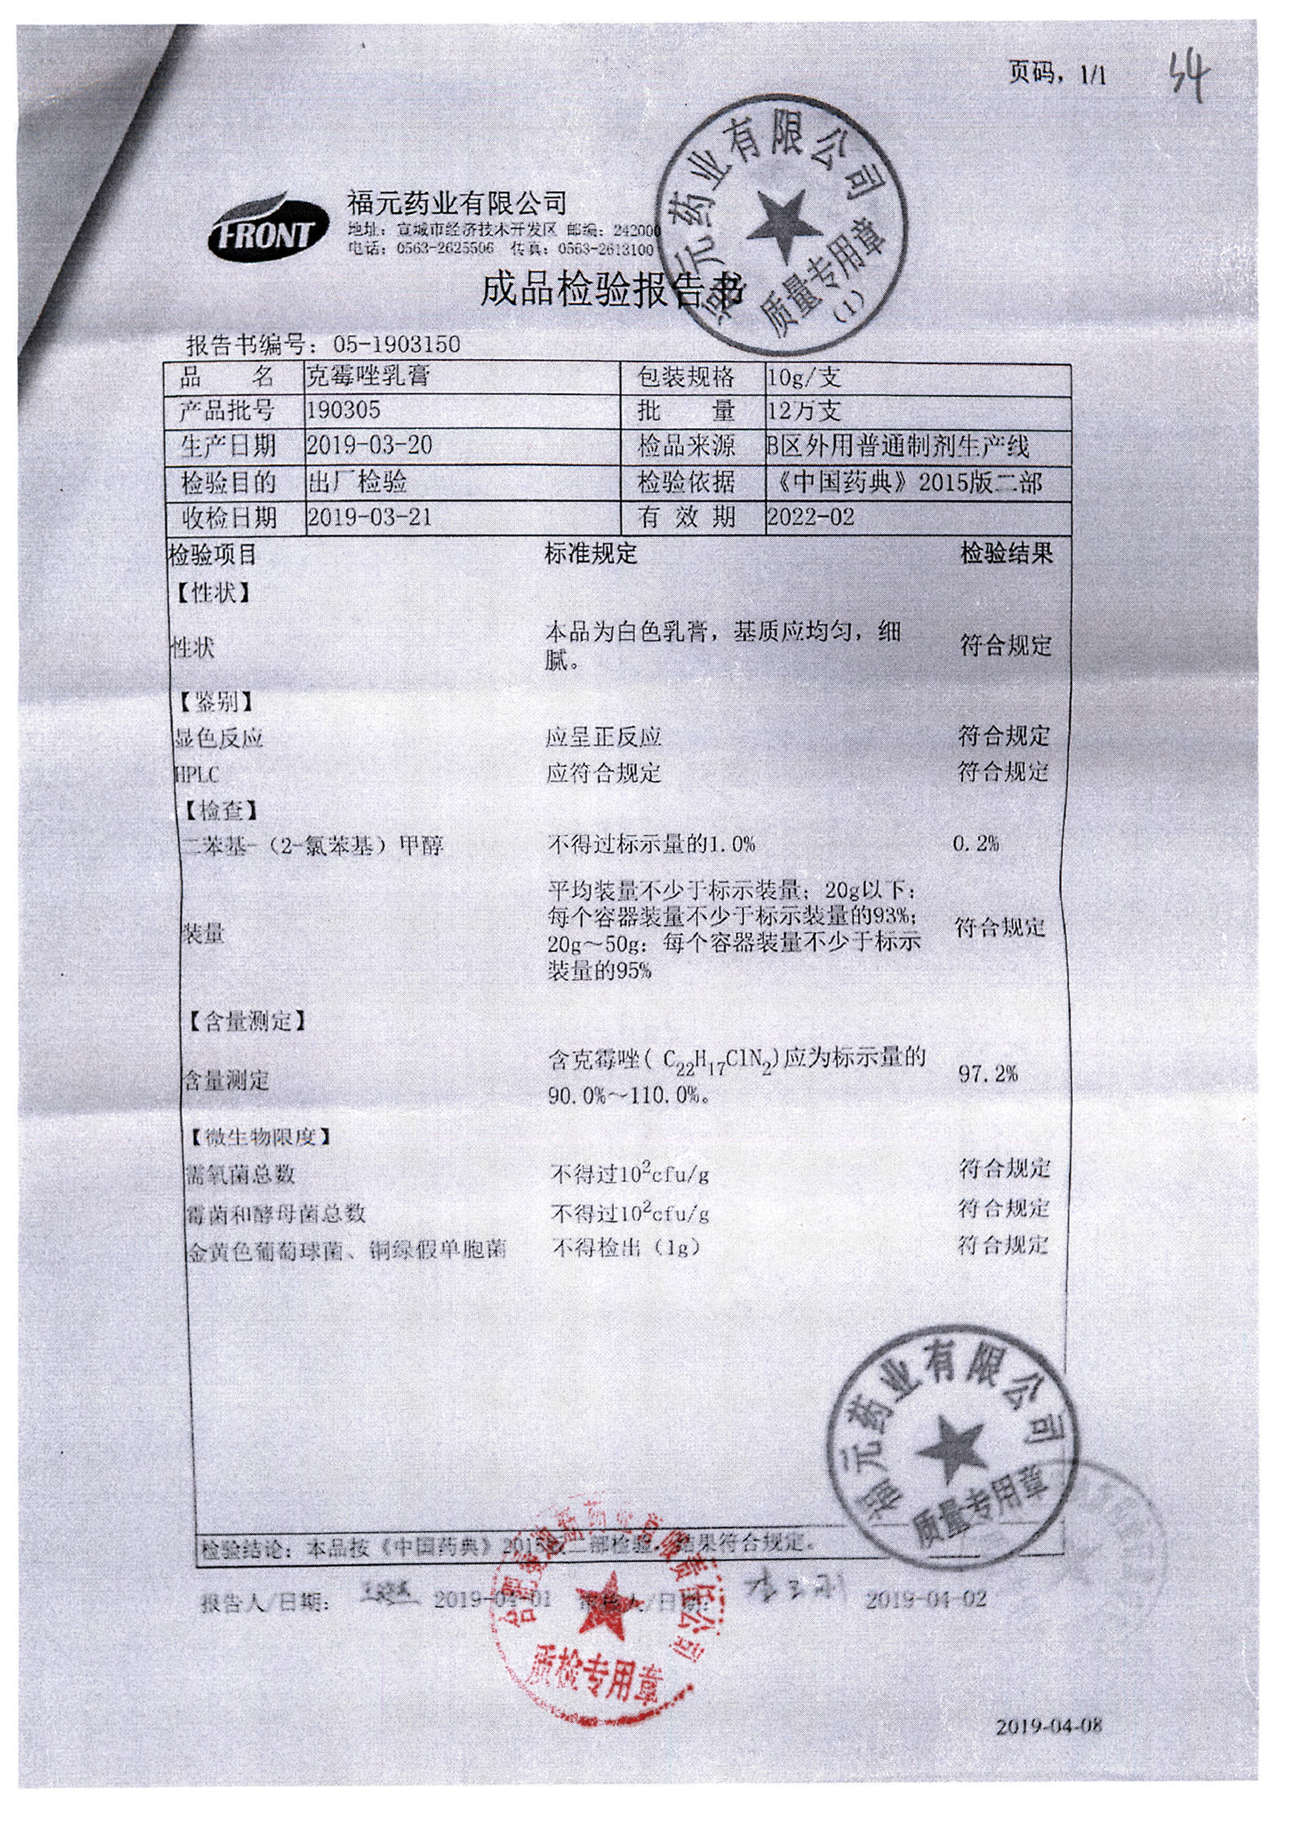 页码，1/1
54
FRONT
福元药业有限公司
地址：宣城市经济技术开发区 邮编：242000
电话：0563-2625506 传真：0563-2613100
福元药业有限公司
质量专用章
(1)
成品检验报告书
报告书编号：05-1903150
品 名 克霉唑乳膏 包装规格 10g/支
产品批号 190305 批 量 12万支
生产日期 2019-03-20 检品来源 B区外用普通制剂生产线
检验目的 出厂检验 检验依据 《中国药典》2015版二部
收检日期 2019-03-21 有 效 期 2022-02
检验项目 标准规定 检验结果
【性状】
性状 本品为白色乳膏，基质应均匀，细
腻。 符合规定
【鉴别】
显色反应 应呈正反应 符合规定
HPLC 应符合规定 符合规定
【检查】
二苯基-（2-氯苯基）甲醇 不得过标示量的1.0% 0.2%
平均装量不少于标示装量；20g以下：
每个容器装量不少于标示装量的93%；
装量 20g～50g：每个容器装量不少于标示 符合规定
装量的95%
【含量测定】
含量测定 含克霉唑( C₂₂H₁₇ClN₂)应为标示量的 97.2%
90.0%～110.0%。
【微生物限度】
需氧菌总数 不得过10²cfu/g 符合规定
霉菌和酵母菌总数 不得过10²cfu/g 符合规定
金黄色葡萄球菌、铜绿假单胞菌 不得检出（1g） 符合规定
福元药业有限公司
质量专用章
检验结论：本品按《中国药典》2015版二部检验，结果符合规定。
报告人/日期： 2019-04-01 审核人/日期： 2019-04-02
药业有限责任公司
质检专用章
2019-04-08